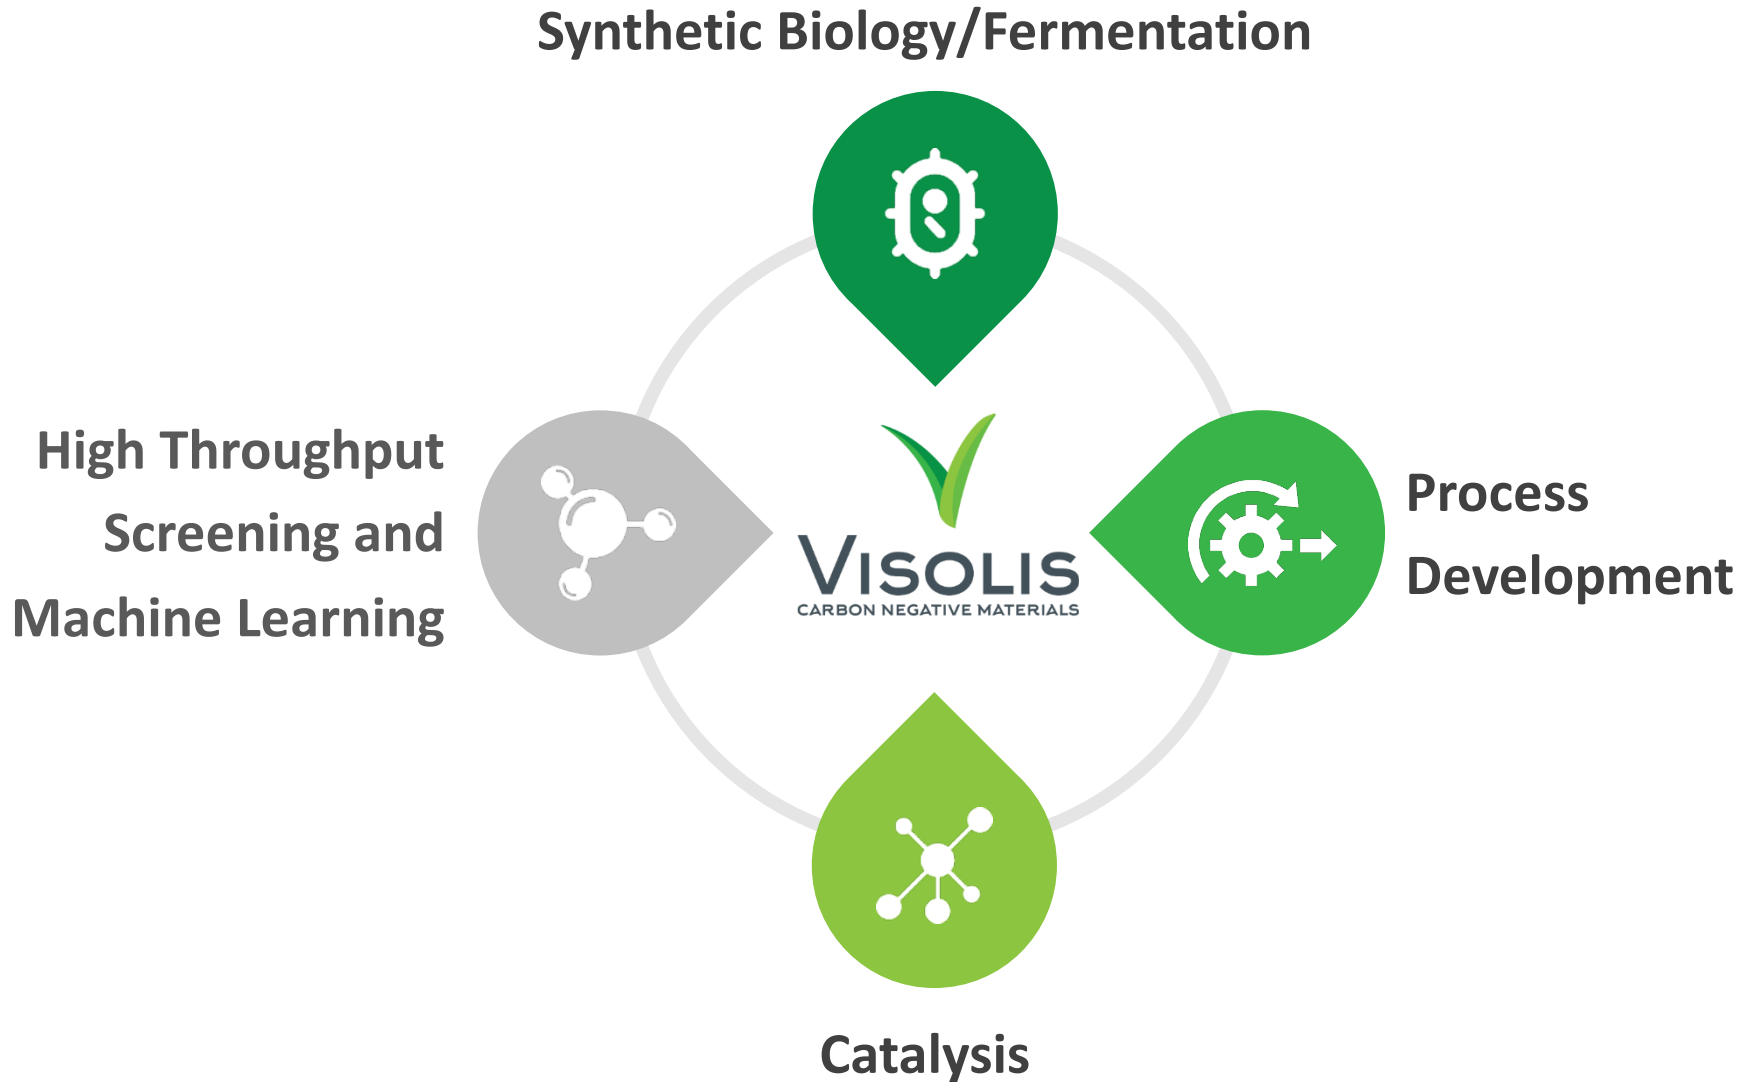 Synthetic Biology/Fermentation
High Throughput
Screening and
Machine Learning
VISOLIS
CARBON NEGATIVE MATERIALS
Process
Development
Catalysis